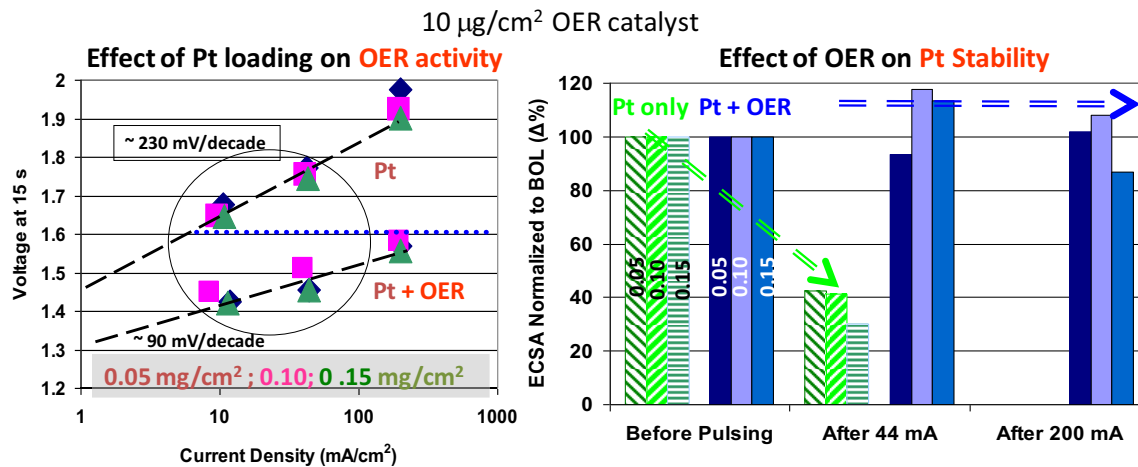 10 μg/cm² OER catalyst
Effect of Pt loading on OER activity
2
1.9
1.8
1.7
1.6
1.5
1.4
1.3
1.2
Voltage at 15 s
~ 230 mV/decade
Pt
Pt + OER
~ 90 mV/decade
0.05 mg/cm² ; 0.10; 0 .15 mg/cm²
1
10
100
1000
Current Density (mA/cm²)
Effect of OER on Pt Stability
120
100
80
60
40
20
0
ECSA Normalized to BOL (Δ%)
Pt only
Pt + OER
0.05
0.10
0.15
0.05
0.10
0.15
Before Pulsing
After 44 mA
After 200 mA